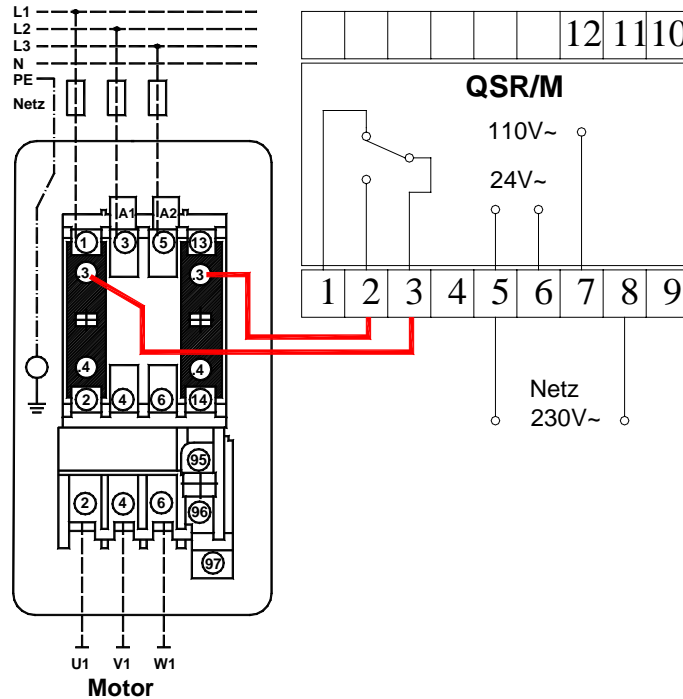 L1
L2
L3
N
PE
Netz
12 11 10
QSR/M
110V~
24V~
1 2 3 4 5 6 7 8 9
A1 A2
1 3 5 13
.3 .3
.4 .4
2 4 6 14
95
2 4 6 96
97
Netz
230V~
U1 V1 W1
Motor